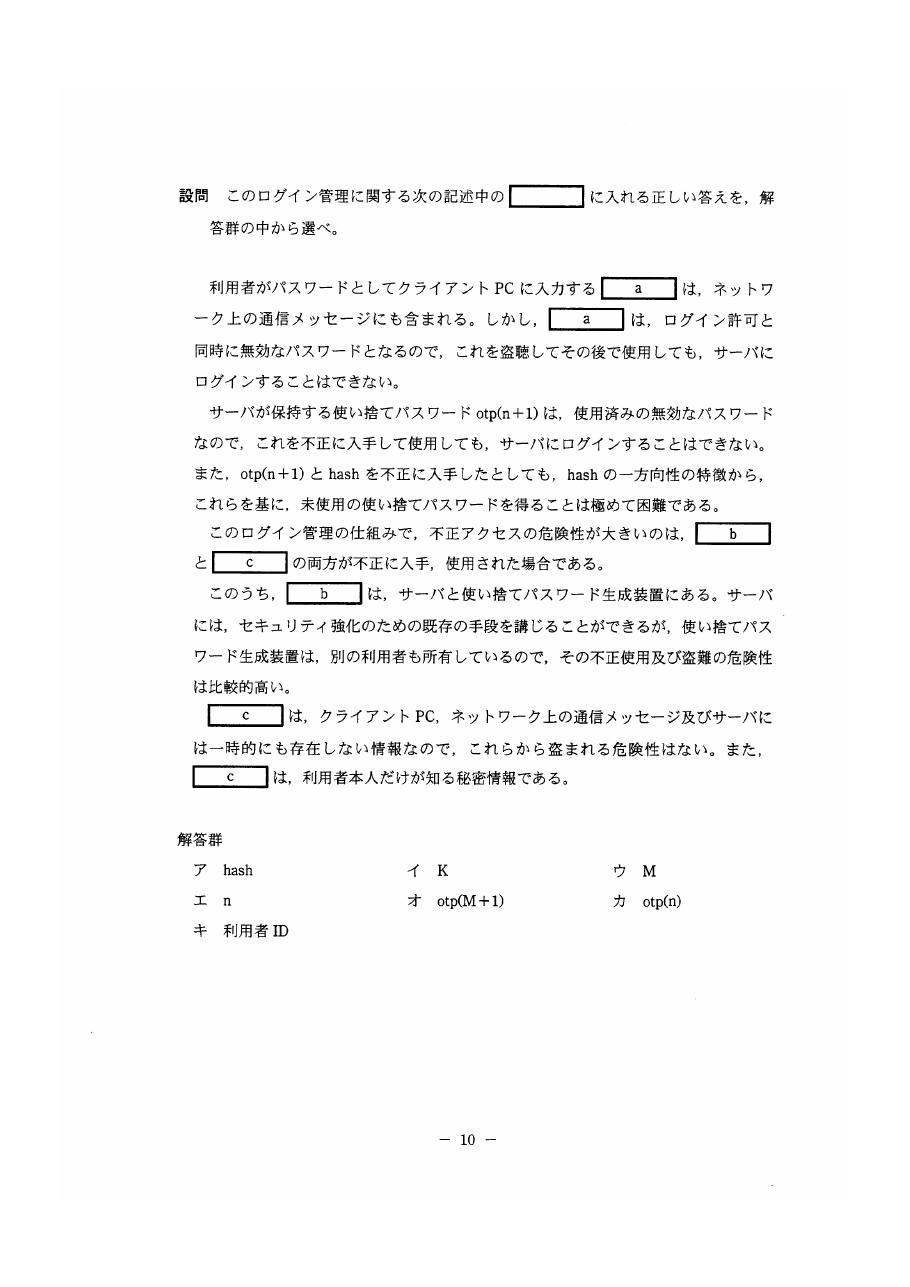 設問　このログイン管理に関する次の記述中の　　　　に入れる正しい答えを，解
答群の中から選べ。
利用者がパスワードとしてクライアント PC に入力する　a　は，ネットワ
ーク上の通信メッセージにも含まれる。しかし，　a　は，ログイン許可と
同時に無効なパスワードとなるので，これを盗聴してその後で使用しても，サーバに
ログインすることはできない。
サーバが保持する使い捨てパスワード otp(n＋1) は，使用済みの無効なパスワード
なので，これを不正に入手して使用しても，サーバにログインすることはできない。
また，otp(n＋1) と hash を不正に入手したとしても，hash の一方向性の特徴から，
これらを基に，未使用の使い捨てパスワードを得ることは極めて困難である。
このログイン管理の仕組みで，不正アクセスの危険性が大きいのは，　b
と　c　の両方が不正に入手，使用された場合である。
このうち，　b　は，サーバと使い捨てパスワード生成装置にある。サーバ
には，セキュリティ強化のための既存の手段を講じることができるが，使い捨てパス
ワード生成装置は，別の利用者も所有しているので，その不正使用及び盗難の危険性
は比較的高い。
c　は，クライアント PC，ネットワーク上の通信メッセージ及びサーバに
は一時的にも存在しない情報なので，これらから盗まれる危険性はない。また，
c　は，利用者本人だけが知る秘密情報である。
解答群
ア　hash　イ　K　ウ　M
エ　n　オ　otp(M＋1)　カ　otp(n)
キ　利用者 ID
－ 10 －